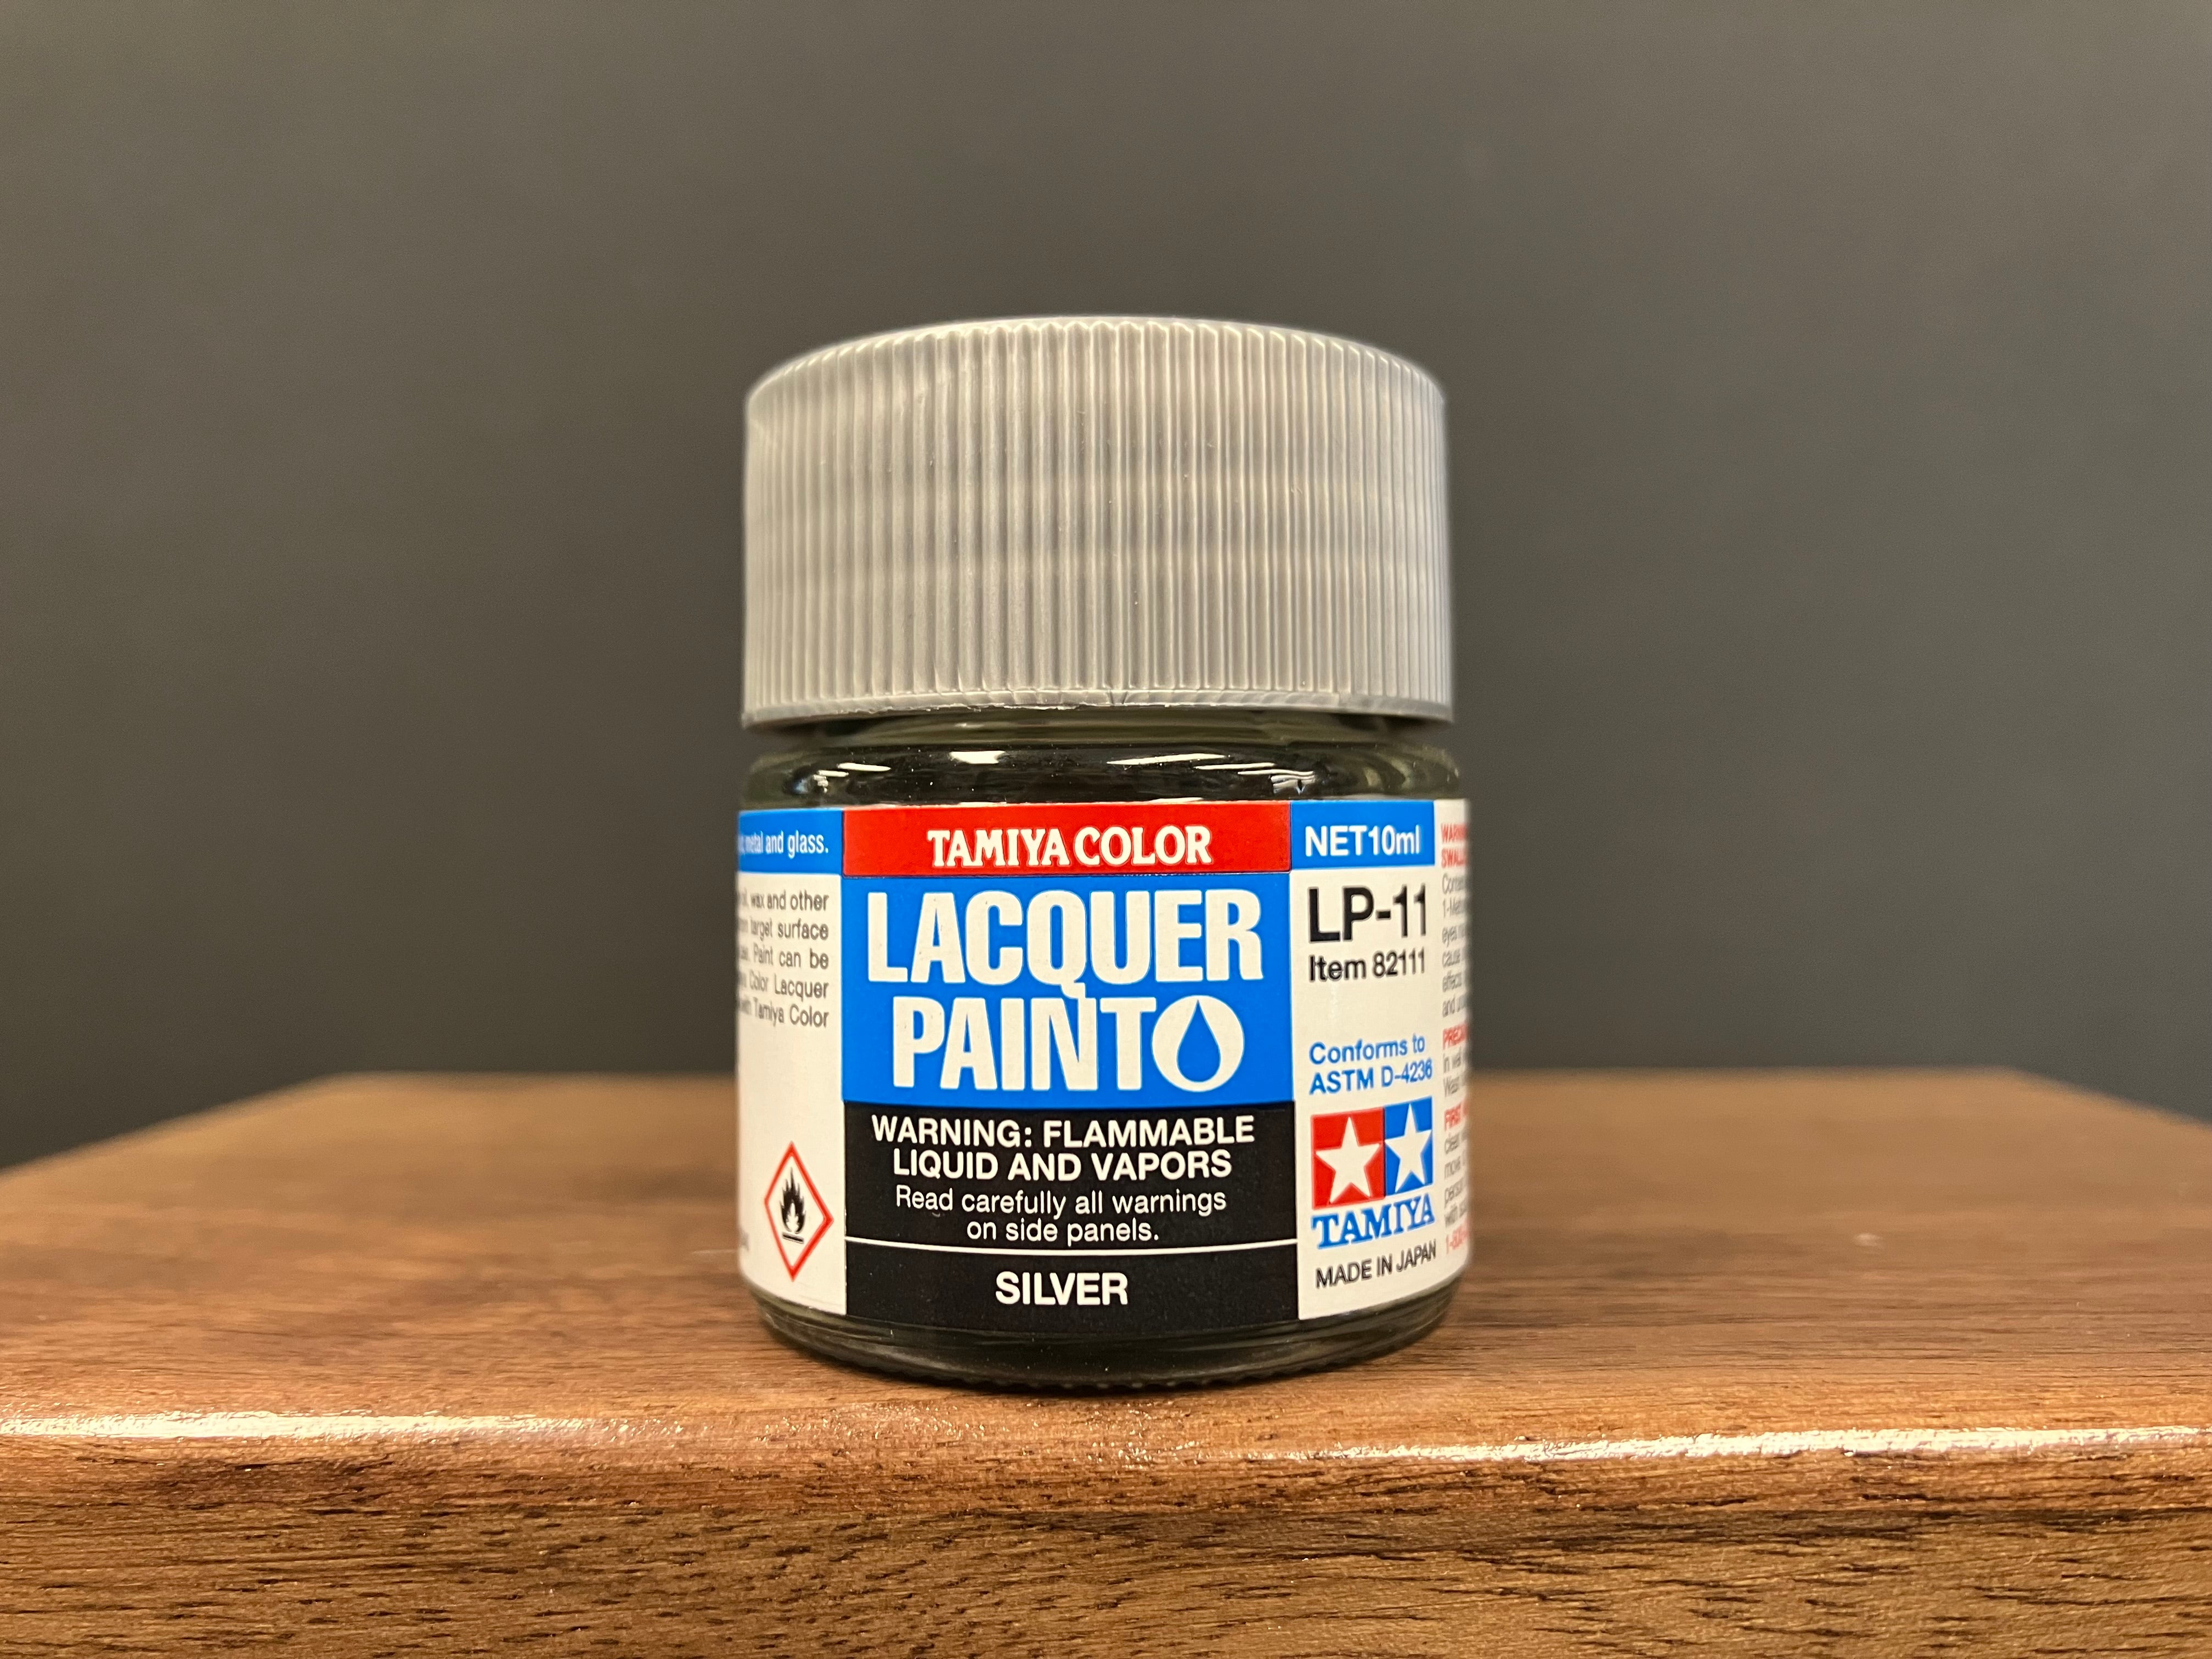 metal and glass.
wax and other
target surface
Paint can be
Color Lacquer
with Tamiya Color
TAMIYA COLOR
LACQUER
PAINT
WARNING: FLAMMABLE
LIQUID AND VAPORS
Read carefully all warnings
on side panels.
SILVER
NET10ml
LP-11
Item 82111
Conforms to
ASTM D-4236
TAMIYA
MADE IN JAPAN